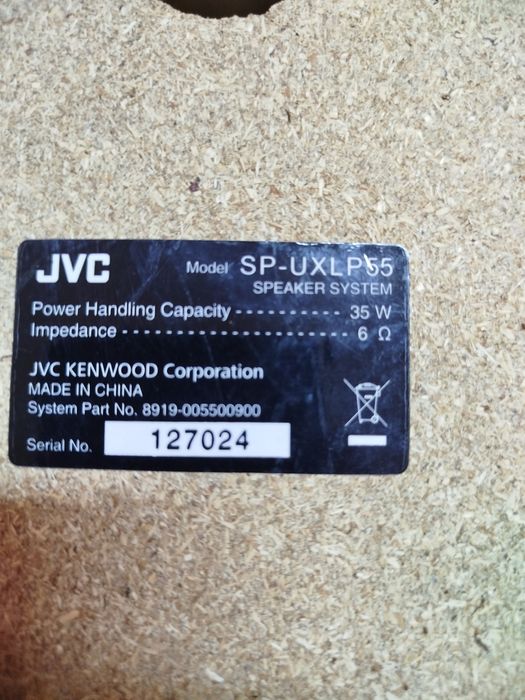 JVC Model SP-UXLP55
SPEAKER SYSTEM
Power Handling Capacity - - - - - - - - - - 35 W
Impedance - - - - - - - - - - - - - - - - - - - - - 6 Ω
JVC KENWOOD Corporation
MADE IN CHINA
System Part No. 8919-005500900
Serial No. 127024